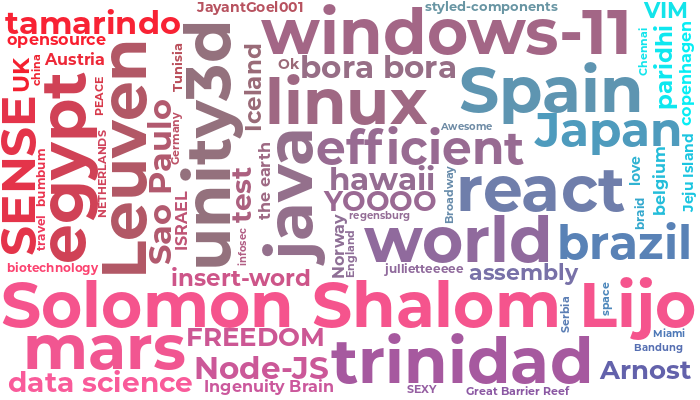 JayantGoel001
styled-components
VIM
tamarindo
windows-11
opensource
UK
china
Austria
Tunisia
Ok
bora bora
chennai
paridhi
copenhagen
SENSE
egypt
PEACE
Leuven
unity3d
Iceland
linux
Spain
Sao Paulo
Germany
Awesome
Japan
efficient
java
the earth
test
hawaii
YOOOO
Broadway
react
love
belgium
Jeju Island
travel
bumbum
NETHERLANDS
ISRAEL
infosec
regensburg
Norway
England
world
braid
brazil
biotechnology
insert-word
jullietteeeee
assembly
Solomon Shalom Lijo
Serbia
space
mars
FREEDOM
trinidad
Miami
Bandung
Node-JS
Arnost
data science
Ingenuity Brain
SEXY
Great Barrier Reef